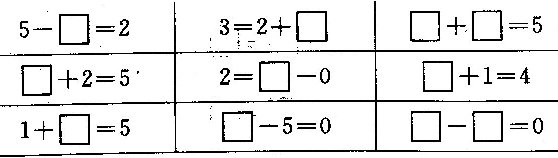 5-□=2 3=2+□ □+□=5
□+2=5 2=□-0 □+1=4
1+□=5 □-5=0 □-□=0